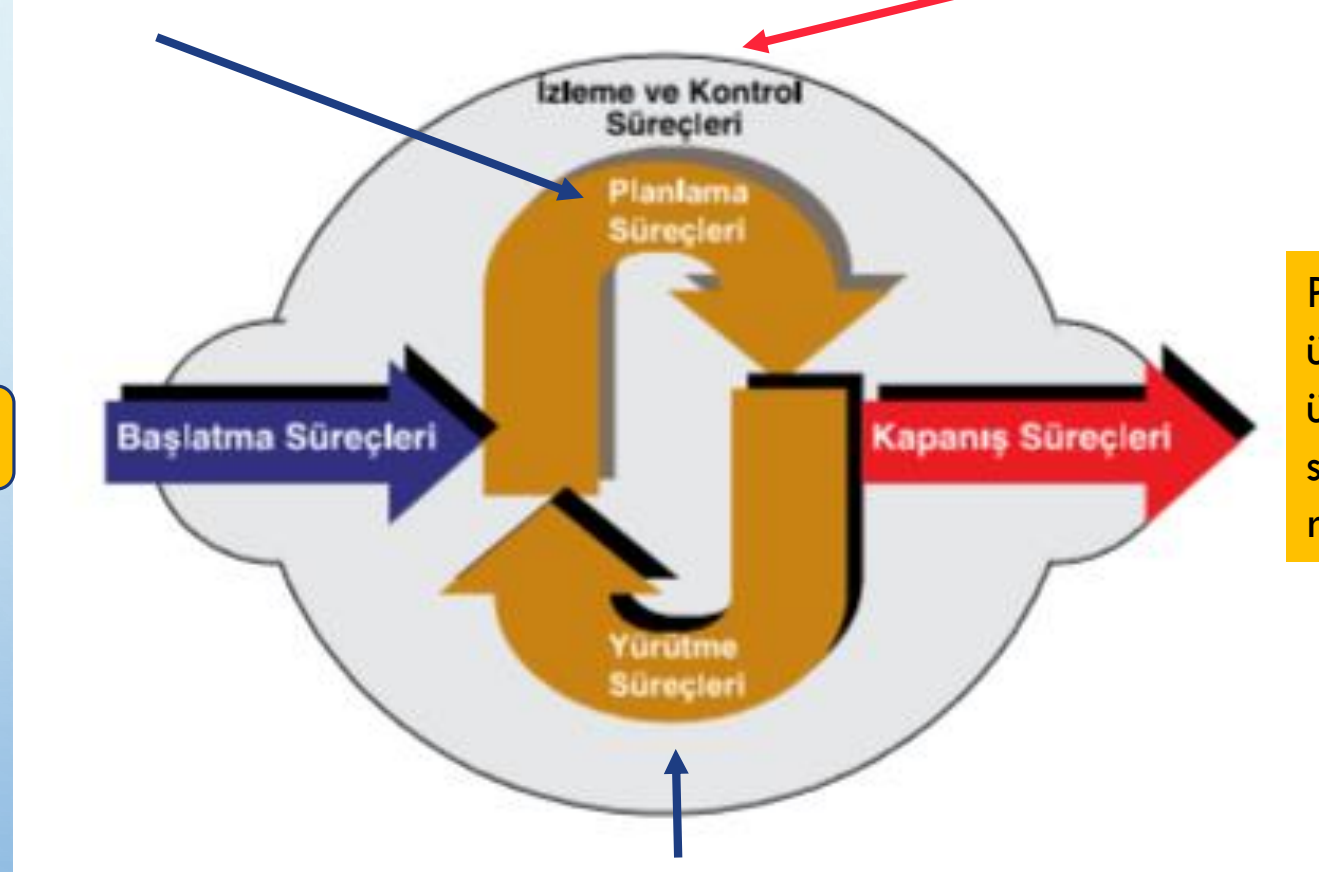 İzleme ve Kontrol
Süreçleri
Planlama
Süreçleri
Başlatma Süreçleri
Kapanış Süreçleri
Yürütme
Süreçleri